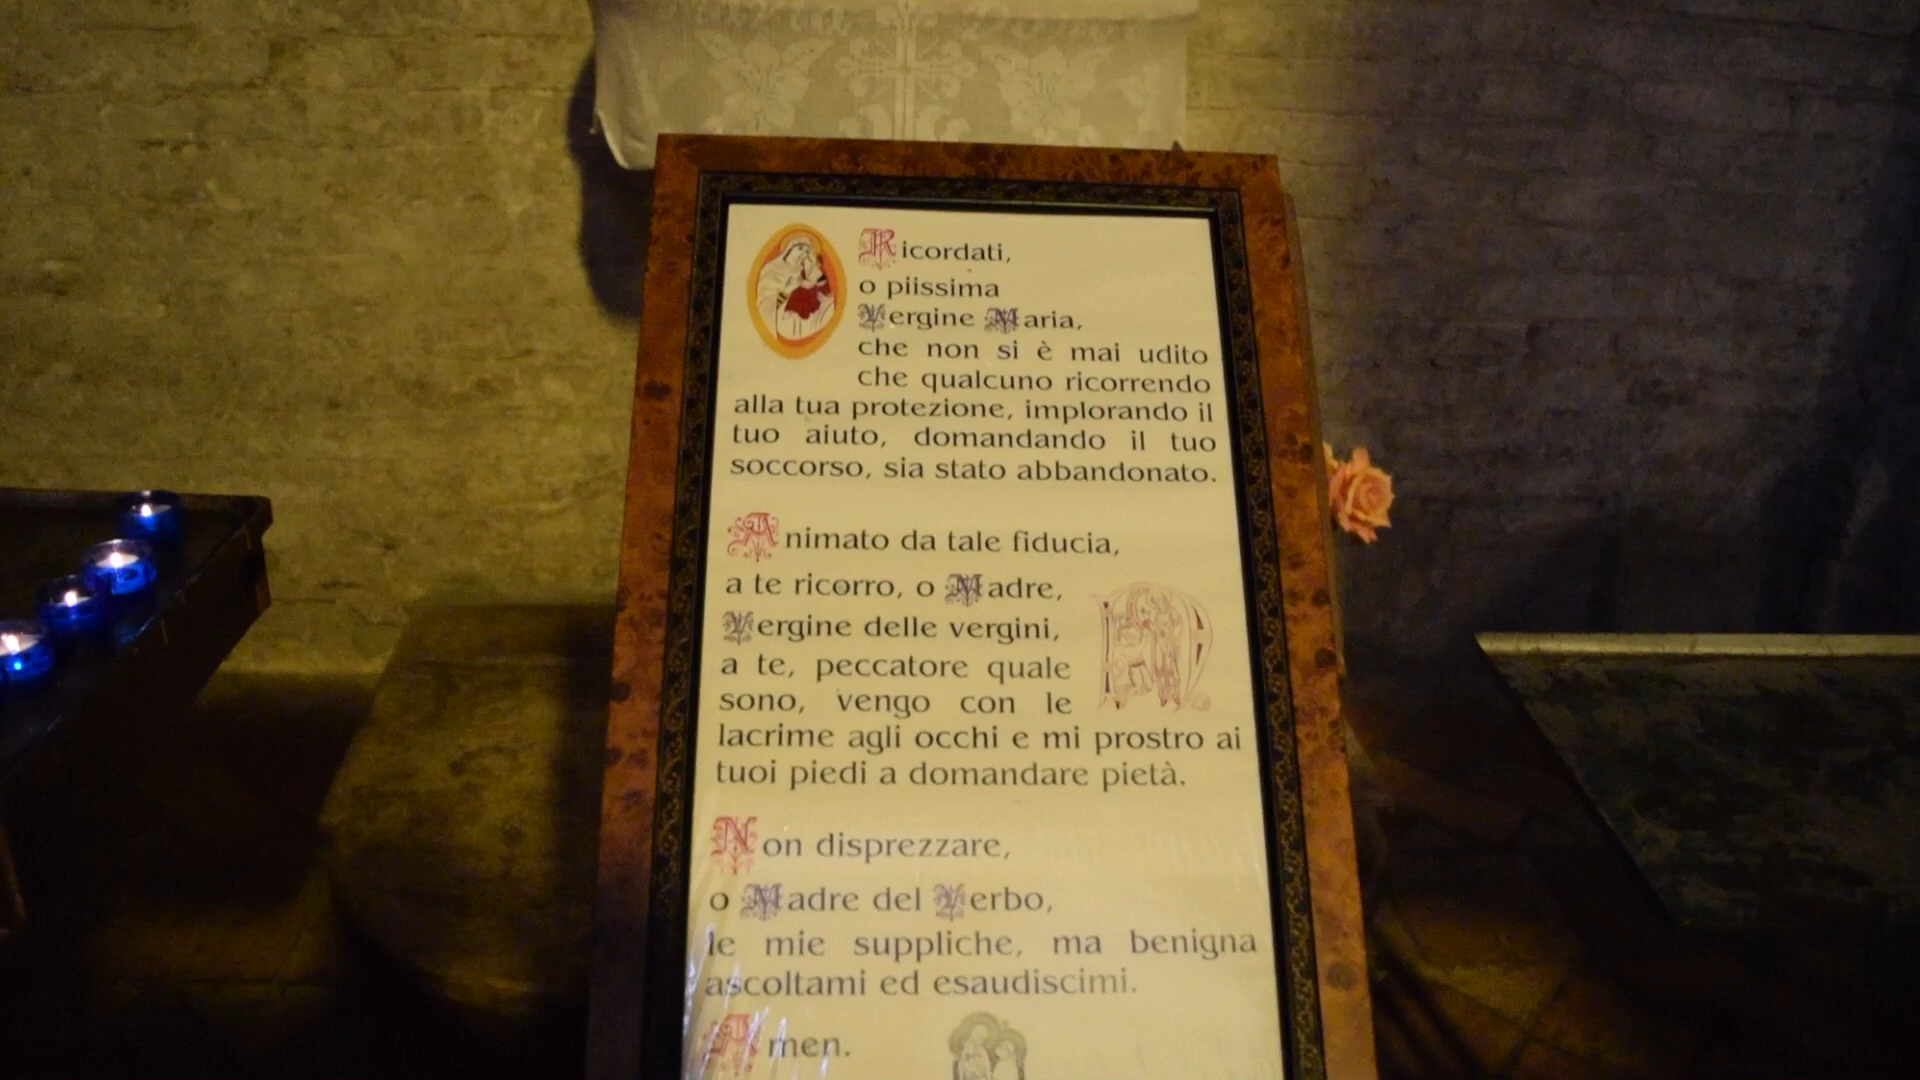 Ricordati,
o piissima
Vergine Maria,
che non si è mai udito
che qualcuno ricorrendo
alla tua protezione, implorando il
tuo aiuto, domandando il tuo
soccorso, sia stato abbandonato.
Animato da tale fiducia,
a te ricorro, o Madre,
Vergine delle vergini,
a te, peccatore quale
sono, vengo con le
lacrime agli occhi e mi prostro ai
tuoi piedi a domandare pietà.
Non disprezzare,
o Madre del Verbo,
le mie suppliche, ma benigna
ascoltami ed esaudiscimi.
Amen.